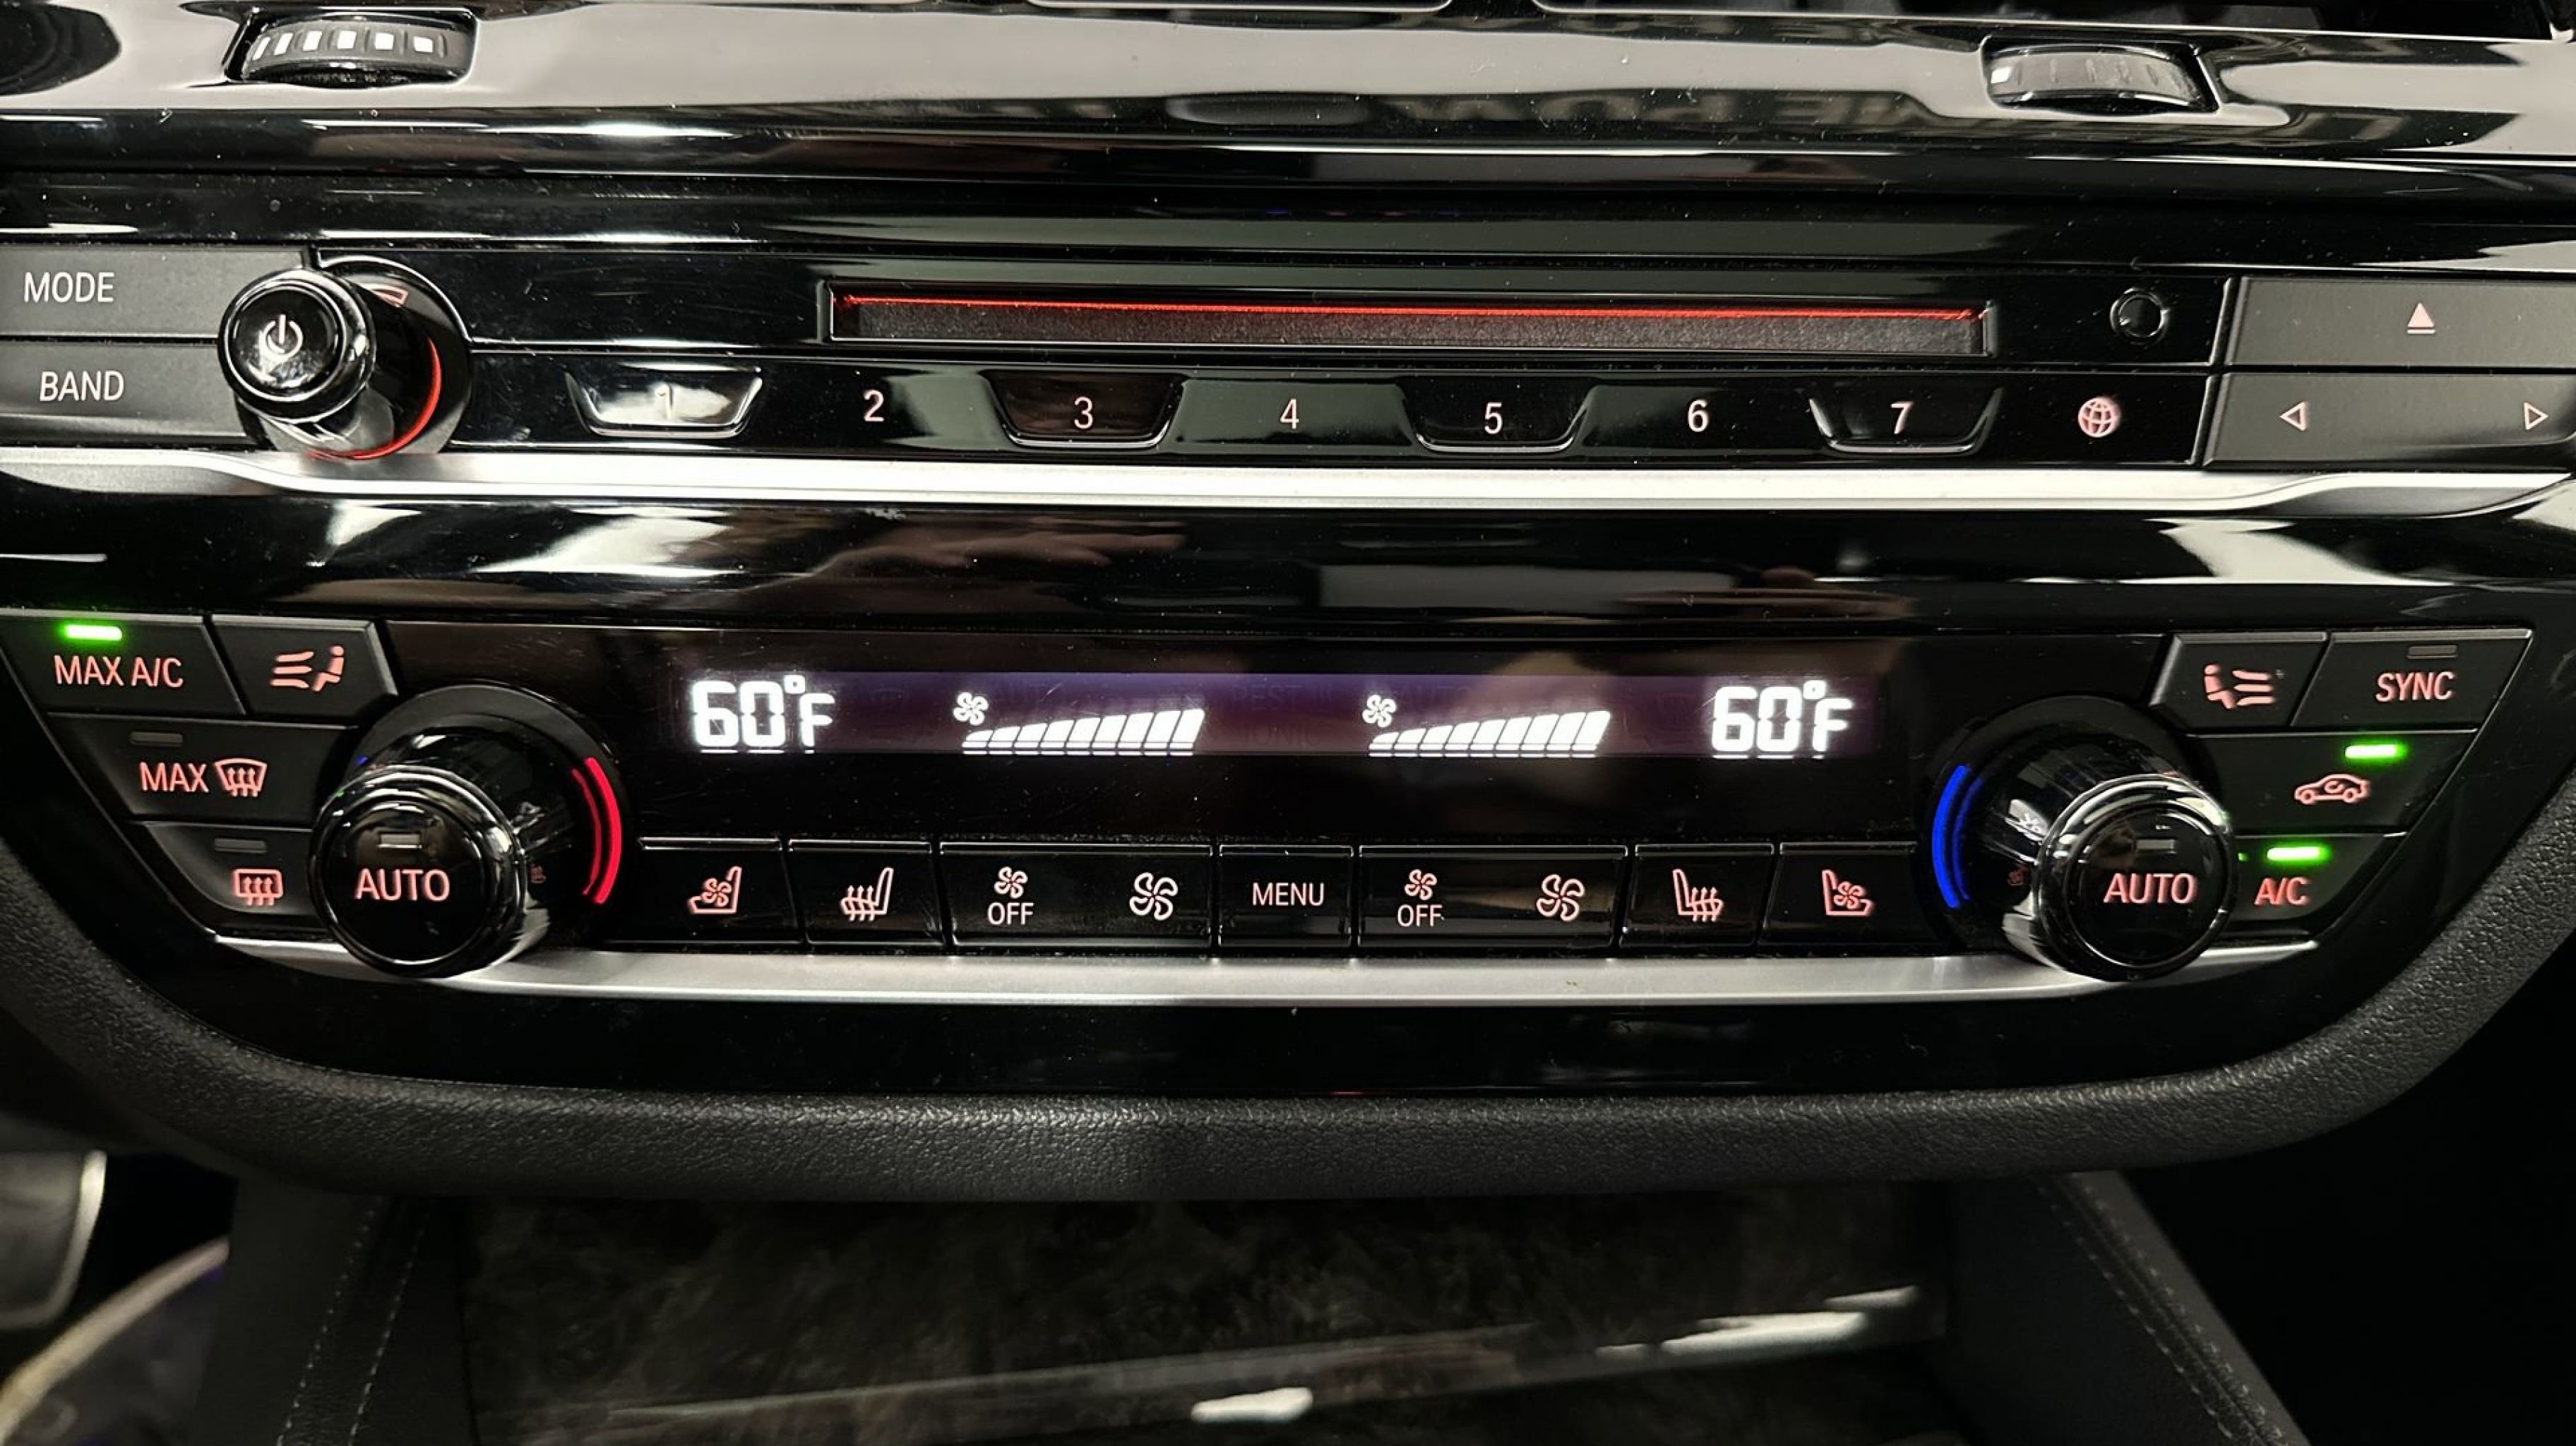 MODE
BAND
1 2 3 4 5 6 7
MAX A/C
SYNC
60°F 60°F
MAX
AUTO
OFF
MENU
OFF
AUTO
A/C